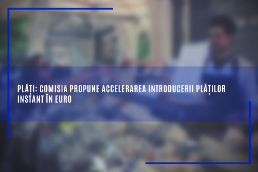 PLĂȚI: COMISIA PROPUNE ACCELERAREA INTRODUCERII PLĂȚILOR
INSTANT ÎN EURO